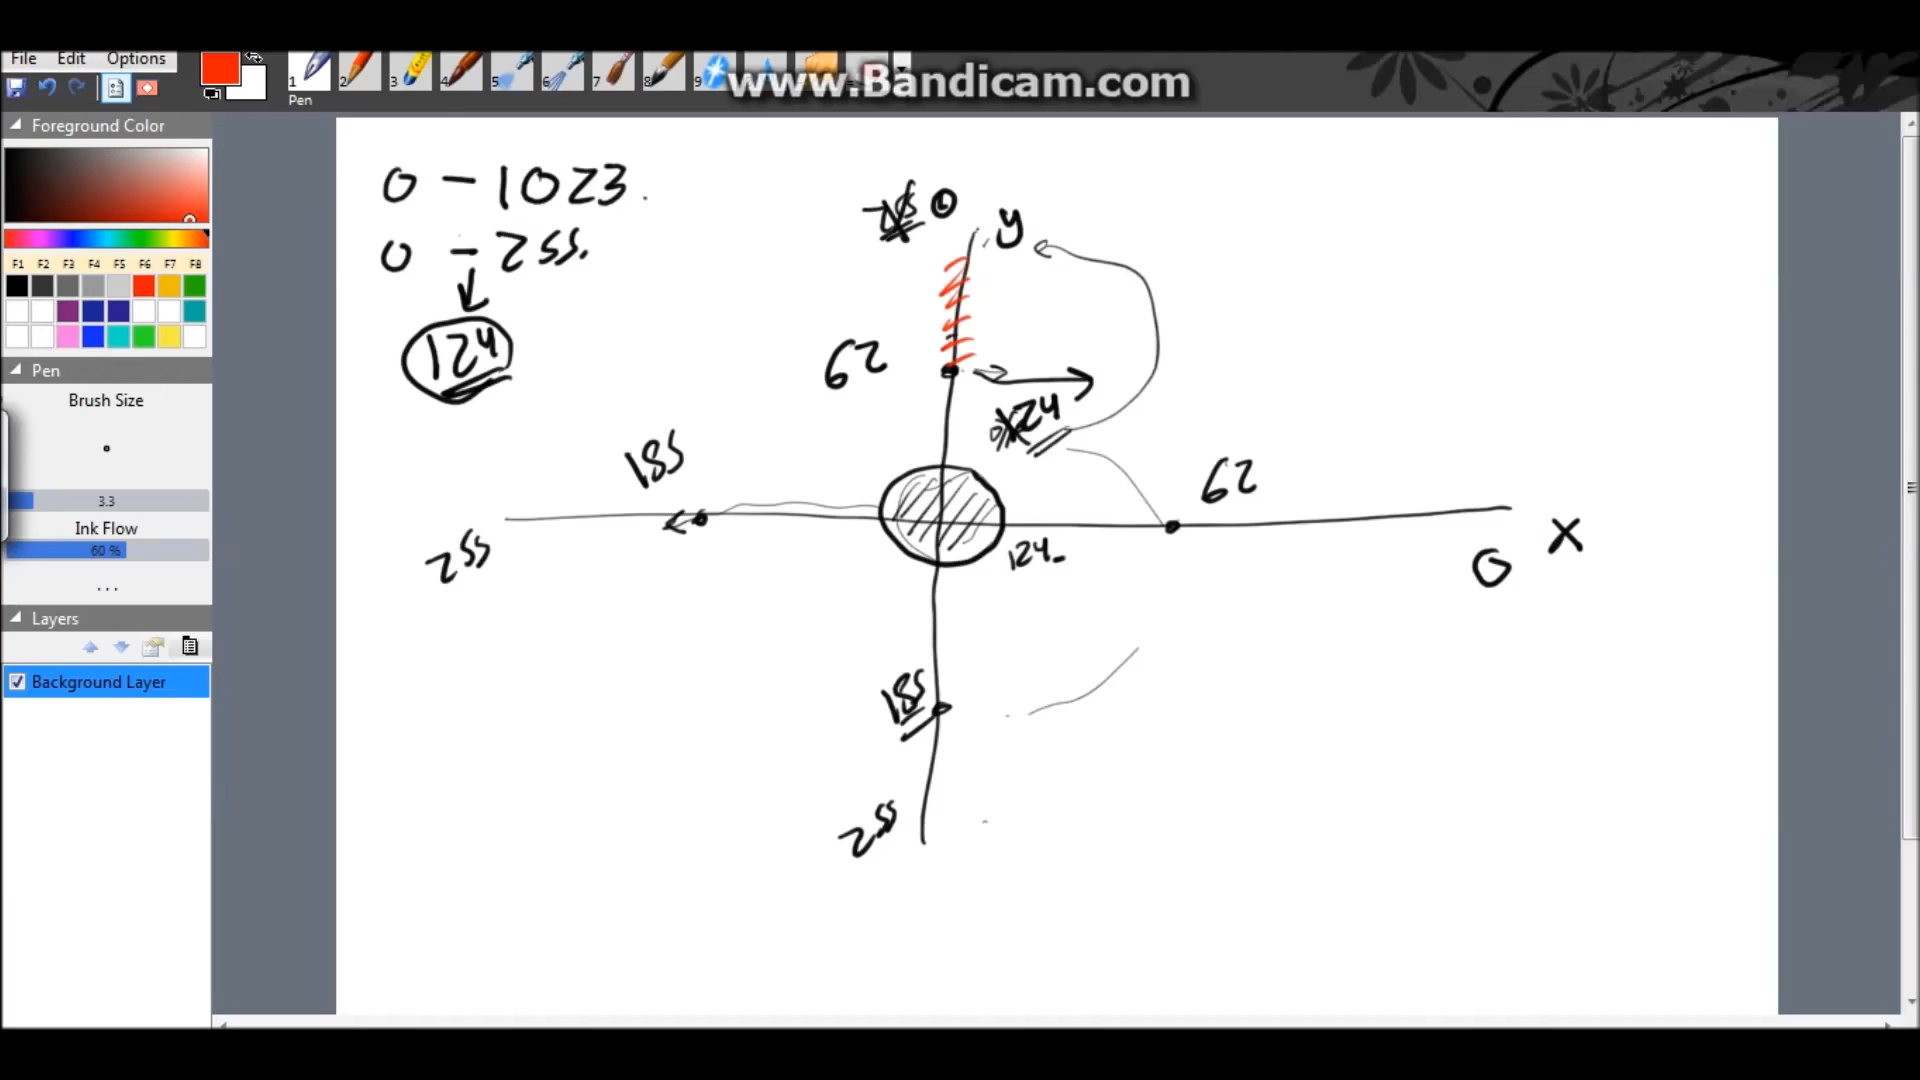 www.Bandicam.com
File Edit Options
1 2 3 4 5 6 7 8 9
Pen
Foreground Color
F1 F2 F3 F4 F5 F6 F7 F8
Pen
Brush Size
3.3
Ink Flow
60 %
...
Layers
Background Layer
0 - 1023.
0 - 255.
124
0
y
62
124
185
62
255
124
0
x
185
255